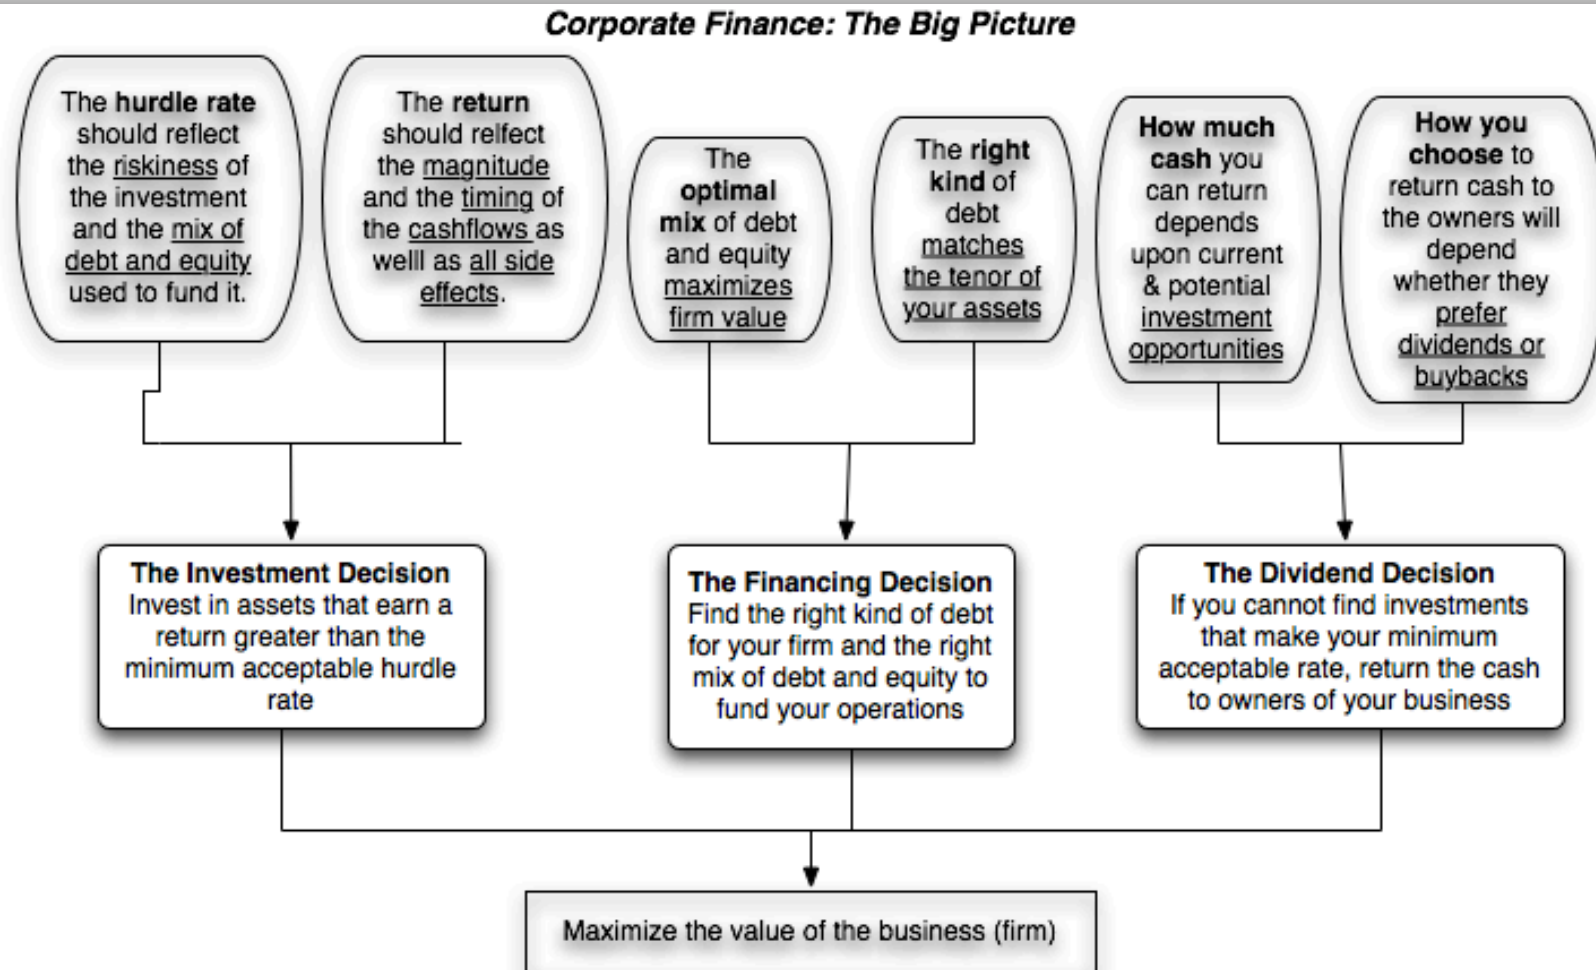 Corporate Finance: The Big Picture
The hurdle rate
should reflect
the riskiness of
the investment
and the mix of
debt and equity
used to fund it.
The return
should relfect
the magnitude
and the timing of
the cashflows as
welll as all side
effects.
The
optimal
mix of debt
and equity
maximizes
firm value
The right
kind of
debt
matches
the tenor of
your assets
How much
cash you
can return
depends
upon current
& potential
investment
opportunities
How you
choose to
return cash to
the owners will
depend
whether they
prefer
dividends or
buybacks
The Investment Decision
Invest in assets that earn a
return greater than the
minimum acceptable hurdle
rate
The Financing Decision
Find the right kind of debt
for your firm and the right
mix of debt and equity to
fund your operations
The Dividend Decision
If you cannot find investments
that make your minimum
acceptable rate, return the cash
to owners of your business
Maximize the value of the business (firm)